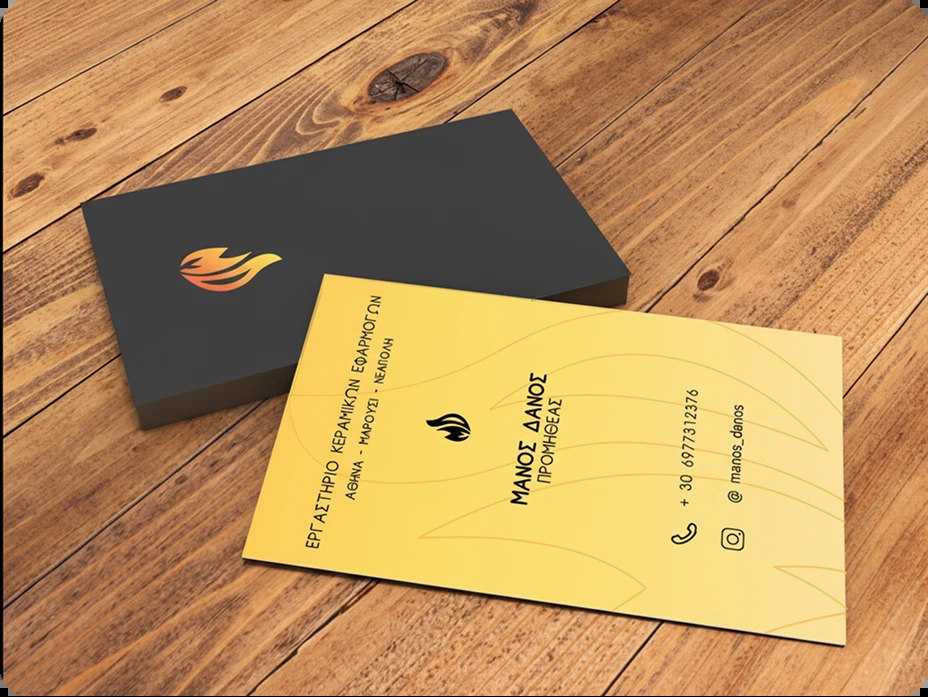 ΕΡΓΑΣΤΗΡΙΟ ΚΕΡΑΜΙΚΩΝ ΕΦΑΡΜΟΓΩΝ
ΑΘΗΝΑ - ΜΑΡΟΥΣΙ - ΝΕΑΠΟΛΗ
ΜΑΝΟΣ ΔΑΝΟΣ
ΠΡΟΜΗΘΕΑΣ
+ 30 6977312376
@ manos_danos